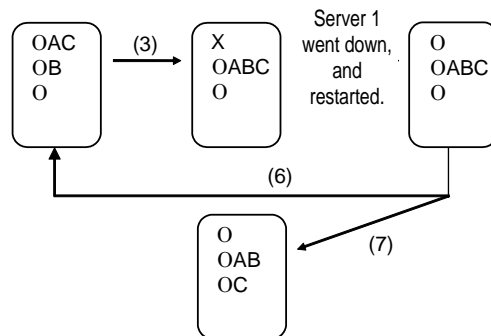 OAC
OB
O
(3)
X
OABC
O
Server 1
went down,
and
restarted.
O
OABC
O
(6)
(7)
O
OAB
OC